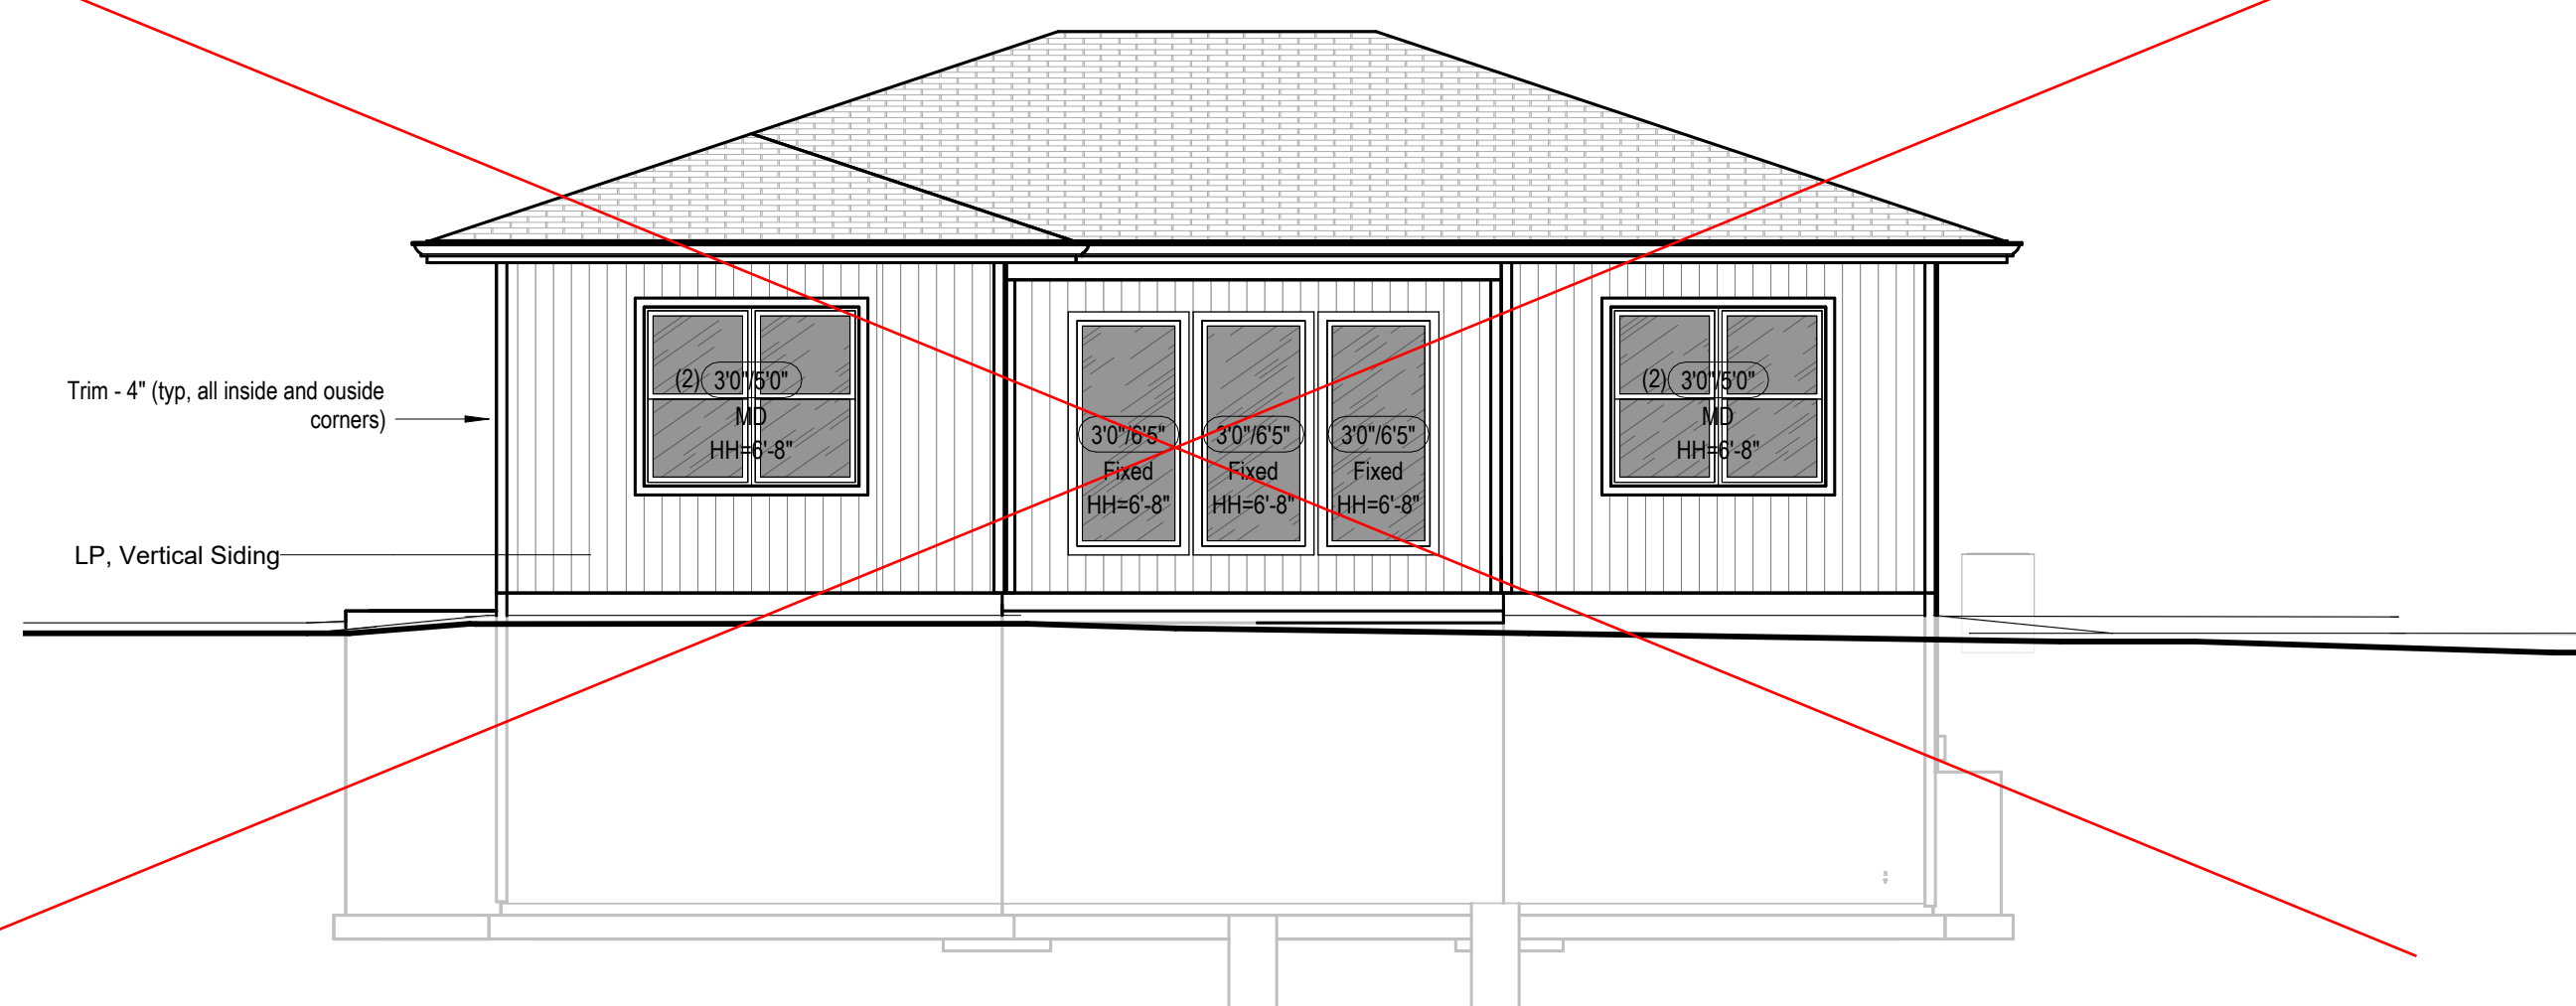 Trim - 4" (typ, all inside and ouside
corners)
LP, Vertical Siding
(2) 3'0"/5'0"
MD
HH=6'-8"
3'0"/6'5"
Fixed
HH=6'-8"
3'0"/6'5"
Fixed
HH=6'-8"
3'0"/6'5"
Fixed
HH=6'-8"
(2) 3'0"/5'0"
MD
HH=6'-8"